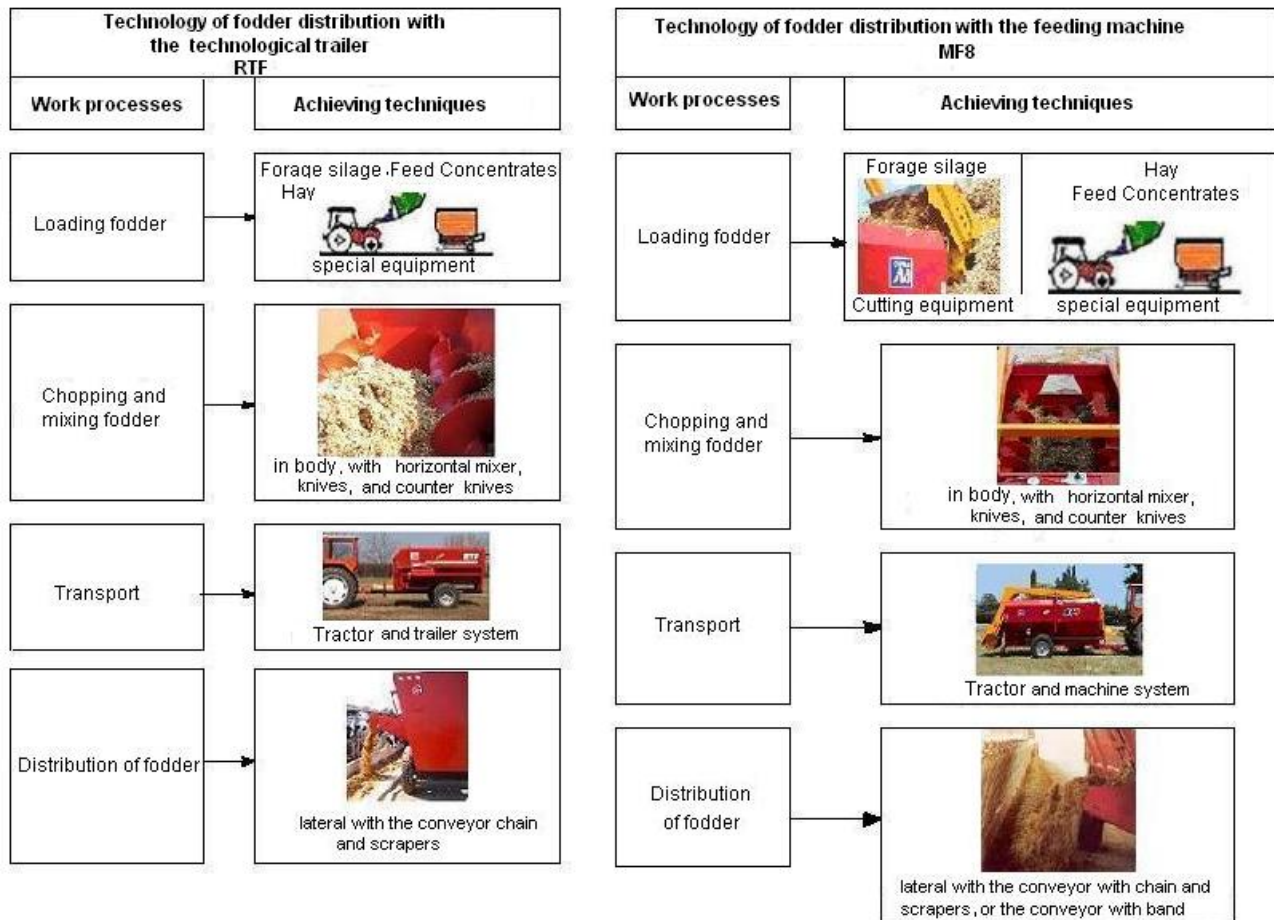 Technology of fodder distribution with
the technological trailer
RTF
Work processes
Achieving techniques
Loading fodder
Forage silage .Feed Concentrates
Hay
special equipment
Chopping and
mixing fodder
in body, with horizontal mixer,
knives, and counter knives
Transport
Tractor and trailer system
Distribution of fodder
lateral with the conveyor chain
and scrapers
Technology of fodder distribution with the feeding machine
MF8
Work processes
Achieving techniques
Loading fodder
Forage silage
Cutting equipment
Hay
Feed Concentrates
special equipment
Chopping and
mixing fodder
in body, with horizontal mixer,
knives, and counter knives
Transport
Tractor and machine system
Distribution
of fodder
lateral with the conveyor with chain and
scrapers, or the conveyor with band